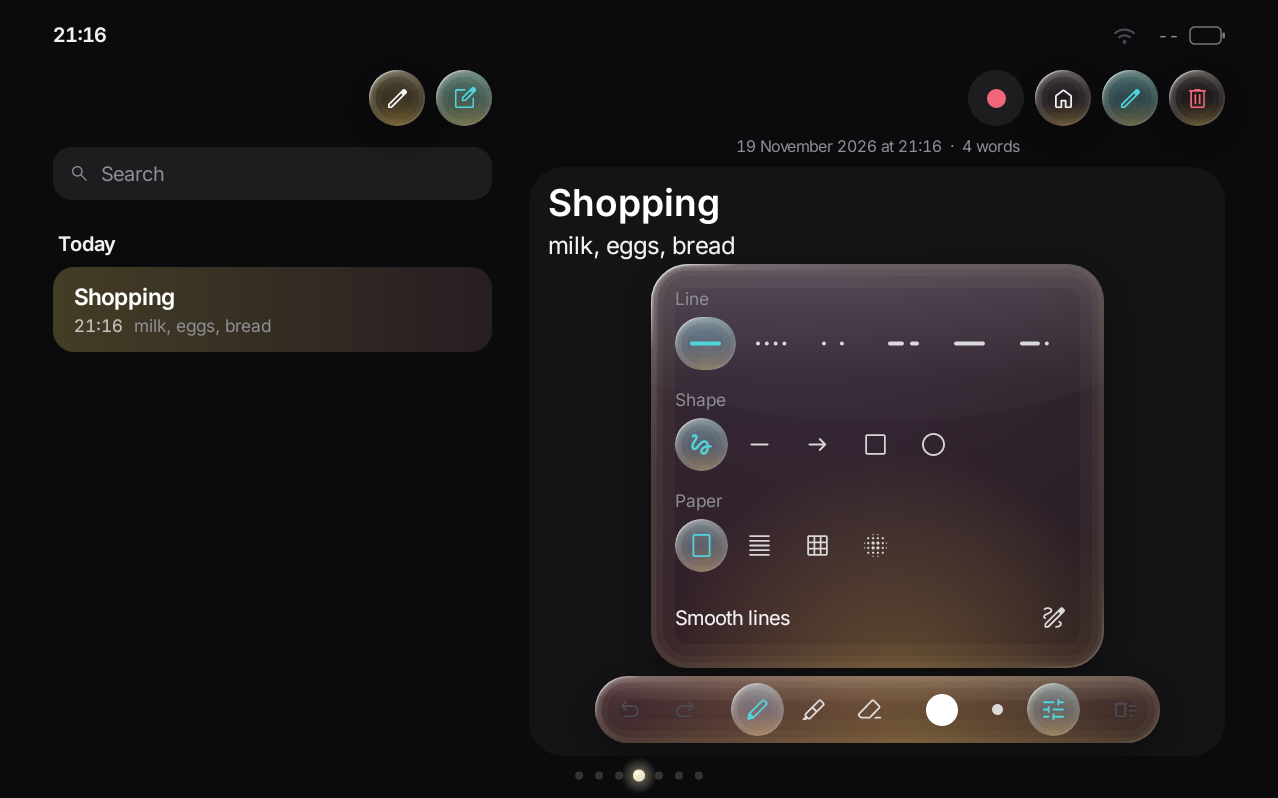 21:16
--
19 November 2026 at 21:16 · 4 words
Search
Today
Shopping
21:16 milk, eggs, bread
Shopping
milk, eggs, bread
Line
Shape
Paper
Smooth lines